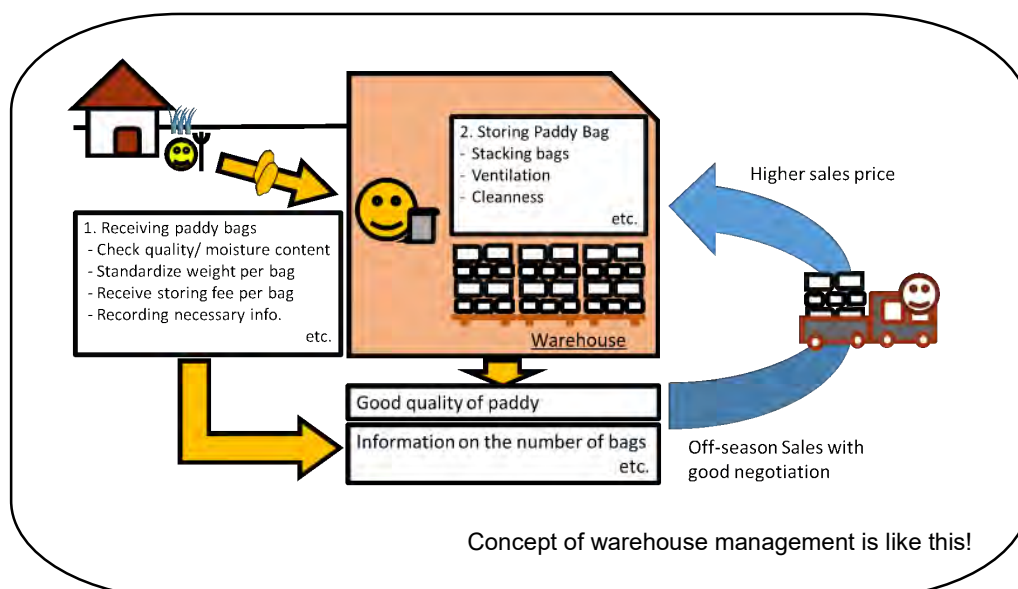 1. Receiving paddy bags
- Check quality/ moisture content
- Standardize weight per bag
- Receive storing fee per bag
- Recording necessary info.
etc.
2. Storing Paddy Bag
- Stacking bags
- Ventilation
- Cleanness
etc.
Warehouse
Good quality of paddy
Information on the number of bags
etc.
Higher sales price
Off-season Sales with
good negotiation
Concept of warehouse management is like this!